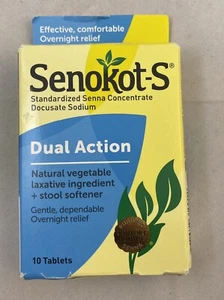 Effective, comfortable
Overnight relief
Senokot-S®
Standardized Senna Concentrate
Docusate Sodium
Dual Action
Natural vegetable
laxative ingredient
+ stool softener
Gentle, dependable
Overnight relief
10 Tablets